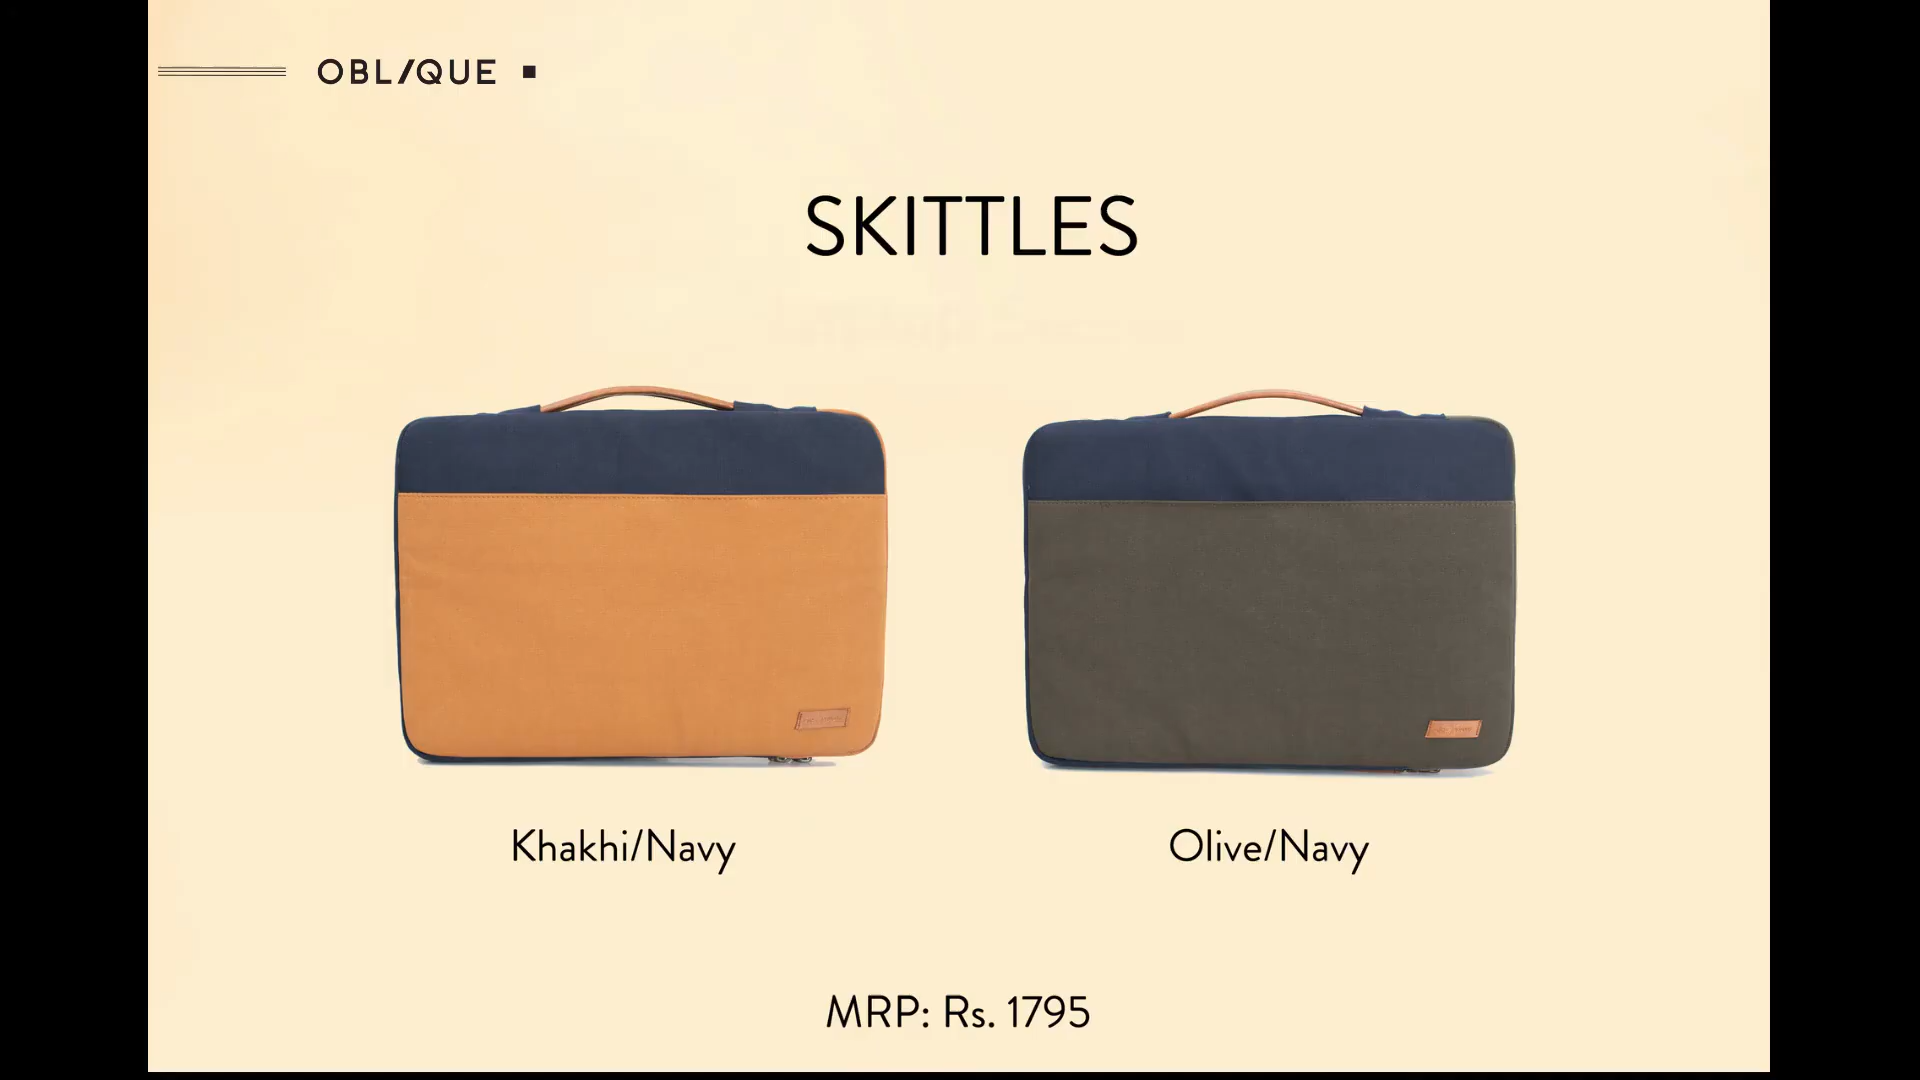 OBL/QUE
SKITTLES
Khakhi/Navy
Olive/Navy
MRP: Rs. 1795